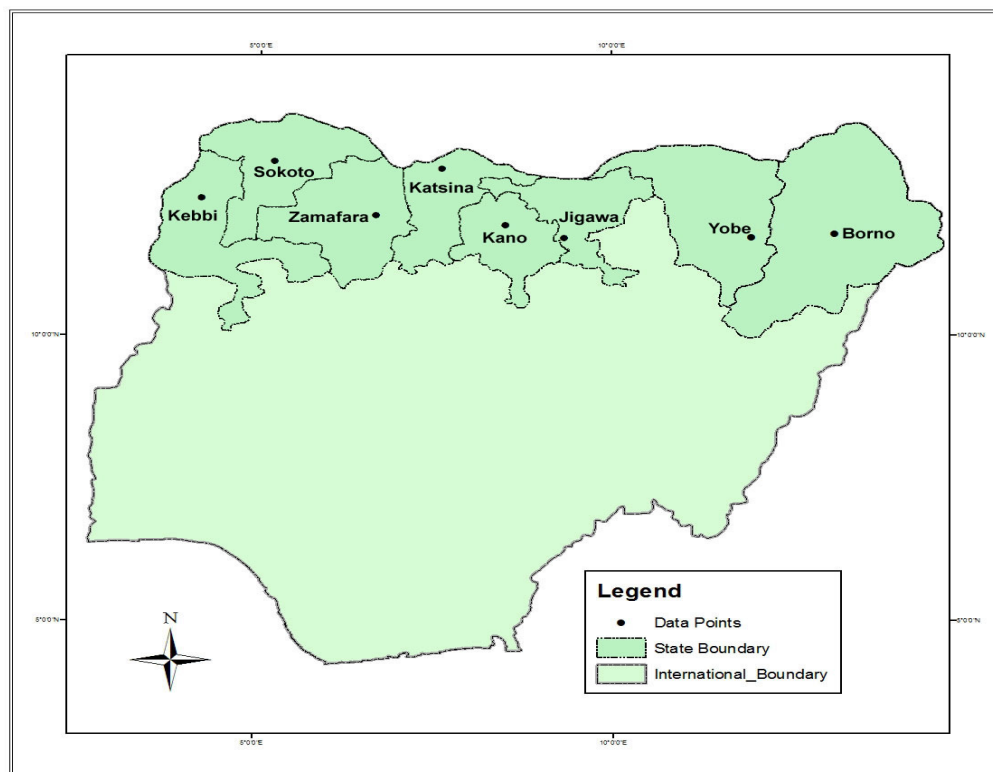 5°0'0"E
10°0'0"E
Sokoto
Katsina
Kebbi
Zamafara
Jigawa
Kano
Yobe
Borno
10°0'0"N
10°0'0"N
Legend
Data Points
State Boundary
International_Boundary
N
5°0'0"N
5°0'0"N
5°0'0"E
10°0'0"E